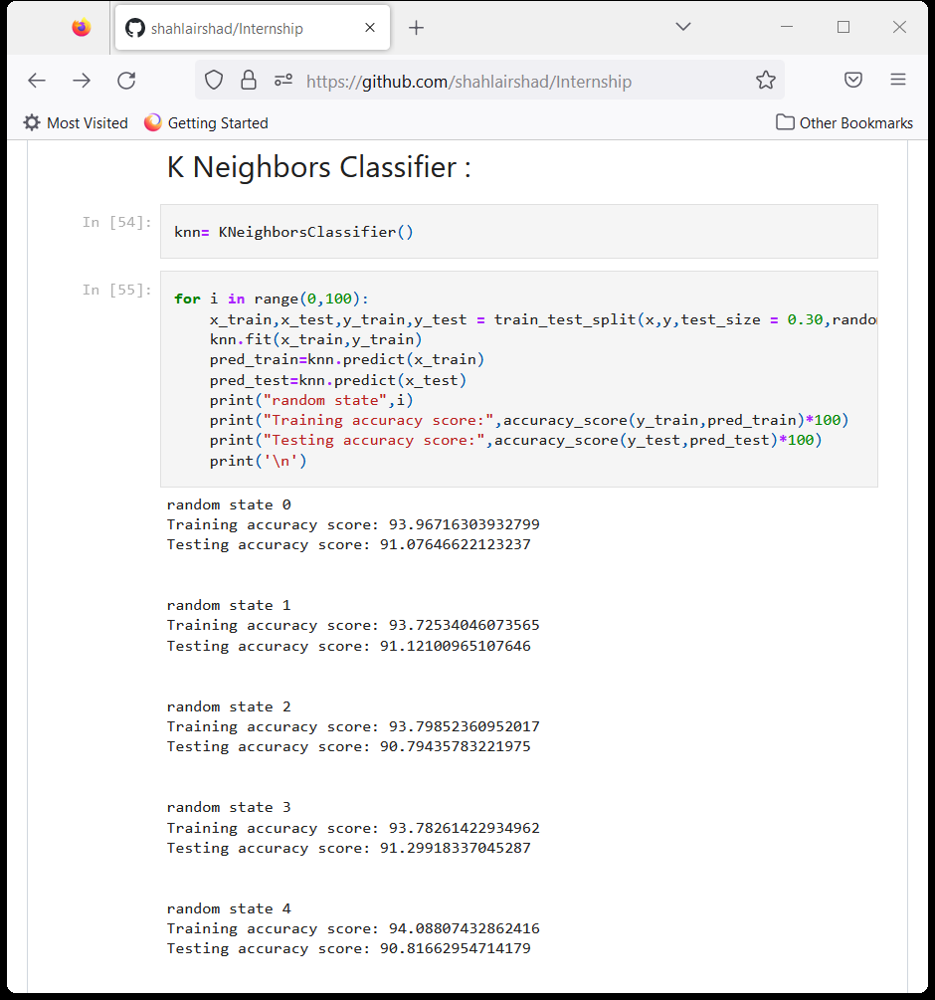 shahlairshad/Internship
https://github.com/shahlairshad/Internship
Most Visited
Getting Started
Other Bookmarks
K Neighbors Classifier :
In [54]:
knn= KNeighborsClassifier()
In [55]:
for i in range(0,100):
    x_train,x_test,y_train,y_test = train_test_split(x,y,test_size = 0.30,rando
    knn.fit(x_train,y_train)
    pred_train=knn.predict(x_train)
    pred_test=knn.predict(x_test)
    print("random state",i)
    print("Training accuracy score:",accuracy_score(y_train,pred_train)*100)
    print("Testing accuracy score:",accuracy_score(y_test,pred_test)*100)
    print('\n')
random state 0
Training accuracy score: 93.96716303932799
Testing accuracy score: 91.07646622123237
random state 1
Training accuracy score: 93.72534046073565
Testing accuracy score: 91.12100965107646
random state 2
Training accuracy score: 93.79852360952017
Testing accuracy score: 90.79435783221975
random state 3
Training accuracy score: 93.78261422934962
Testing accuracy score: 91.29918337045287
random state 4
Training accuracy score: 94.08807432862416
Testing accuracy score: 90.81662954714179